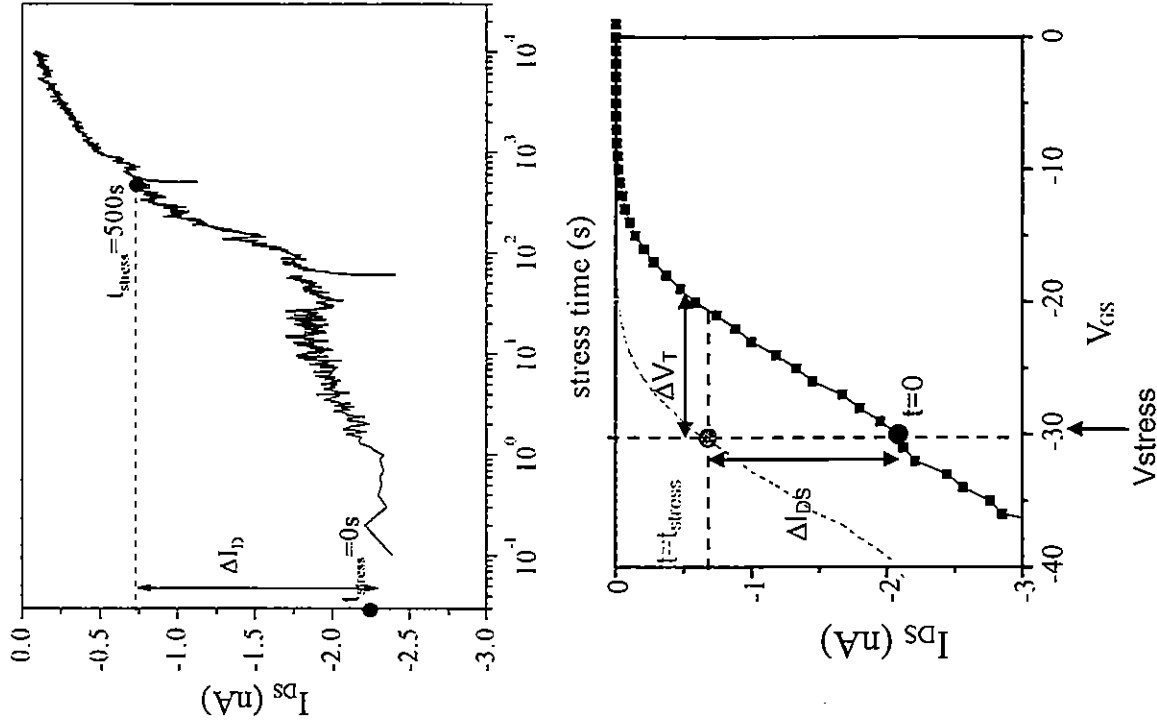 I_DS (nA)
0.0
-0.5
-1.0
-1.5
-2.0
-2.5
-3.0
t_stress=500s
ΔI_D
t_stress=0s
10^-1
10^0
10^1
10^2
10^3
10^4
stress time (s)
I_DS (nA)
0
-1
-2
-3
t=t_stress
ΔV_T
ΔI_DS
t=0
-40
-30
-20
-10
0
Vstress
V_GS